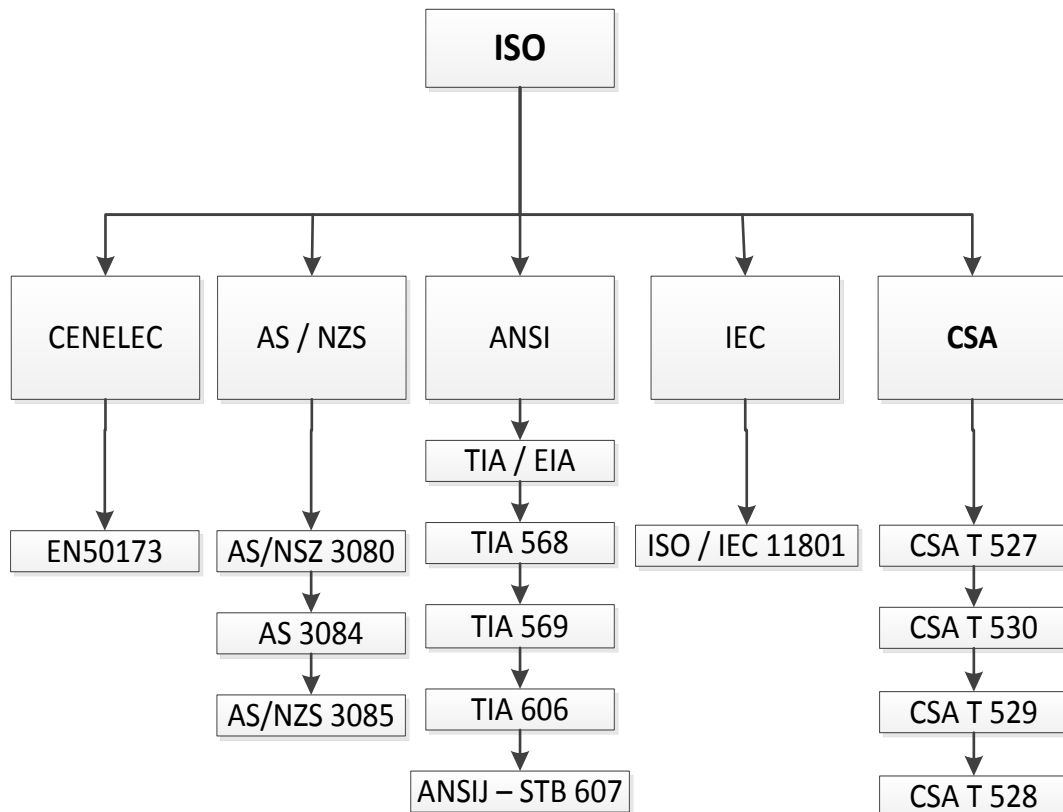 ISO
CENELEC
AS / NZS
ANSI
IEC
CSA
TIA / EIA
EN50173
AS/NSZ 3080
TIA 568
ISO / IEC 11801
CSA T 527
AS 3084
TIA 569
CSA T 530
AS/NZS 3085
TIA 606
CSA T 529
ANSIJ – STB 607
CSA T 528